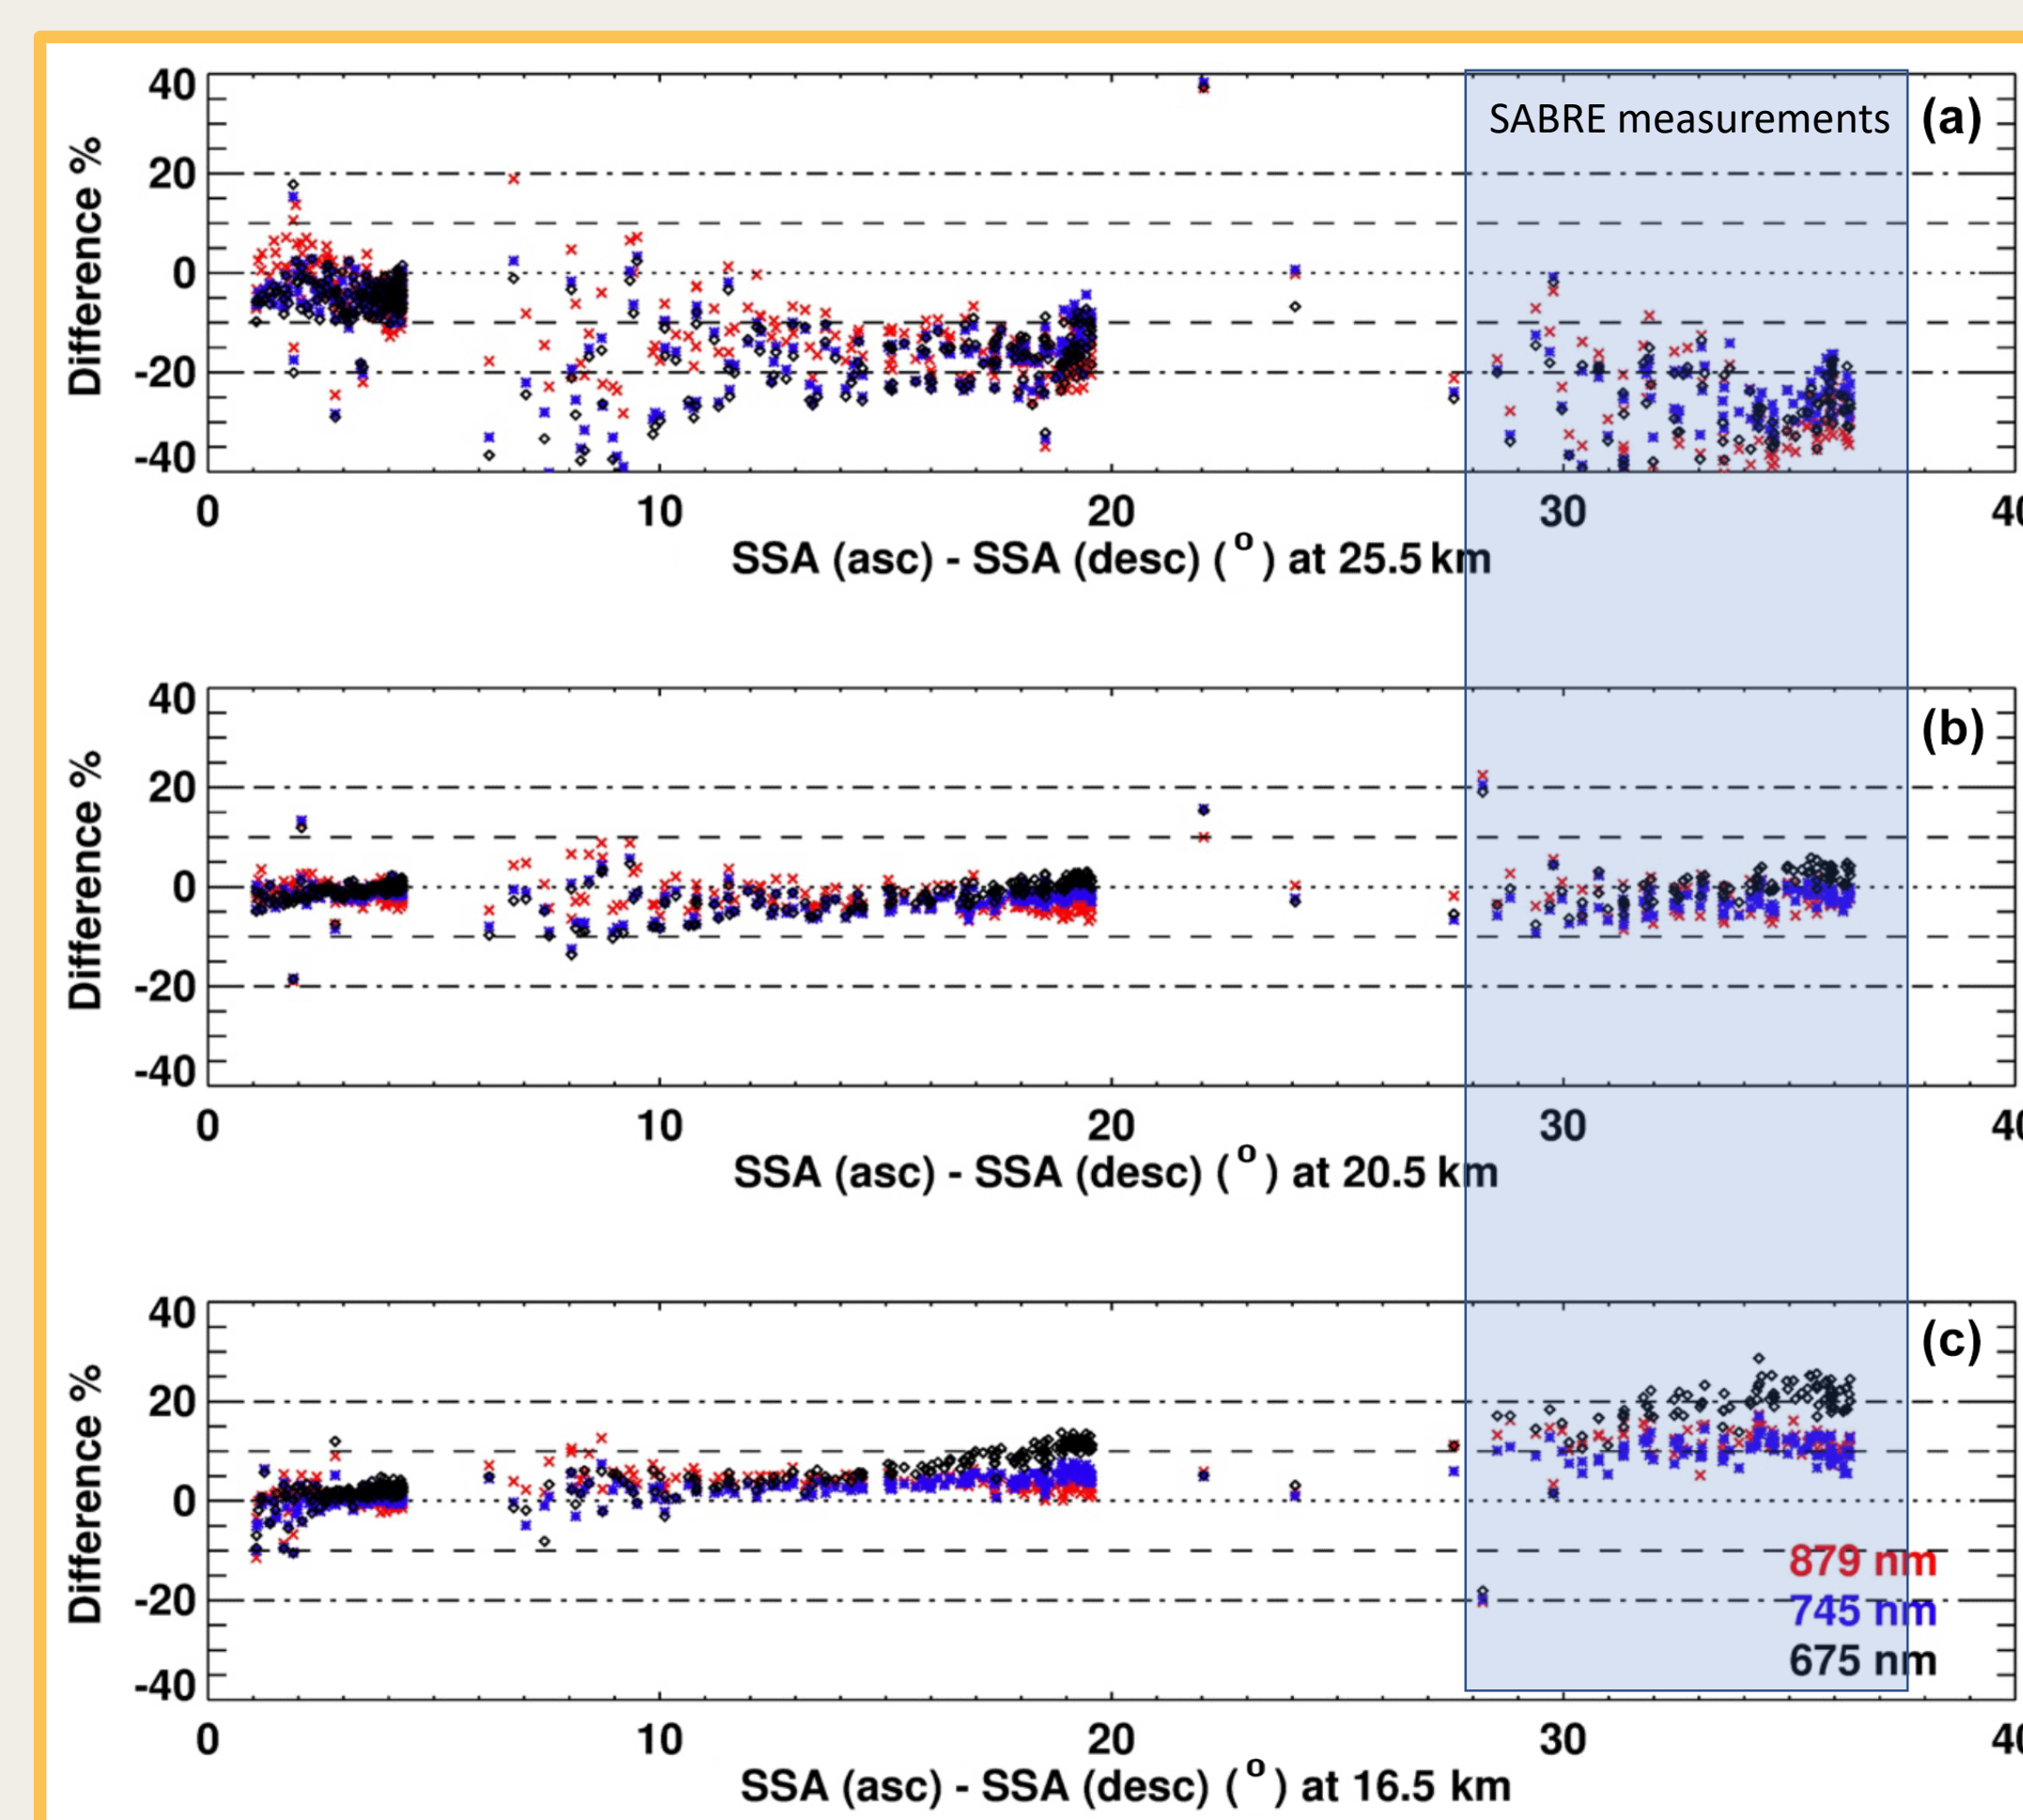 40
20
0
-20
-40
Difference %
SABRE measurements
(a)
0 10 20 30 40
SSA (asc) - SSA (desc) (°) at 25.5 km
40
20
0
-20
-40
Difference %
(b)
0 10 20 30 40
SSA (asc) - SSA (desc) (°) at 20.5 km
40
20
0
-20
-40
Difference %
(c)
879 nm
745 nm
675 nm
0 10 20 30 40
SSA (asc) - SSA (desc) (°) at 16.5 km